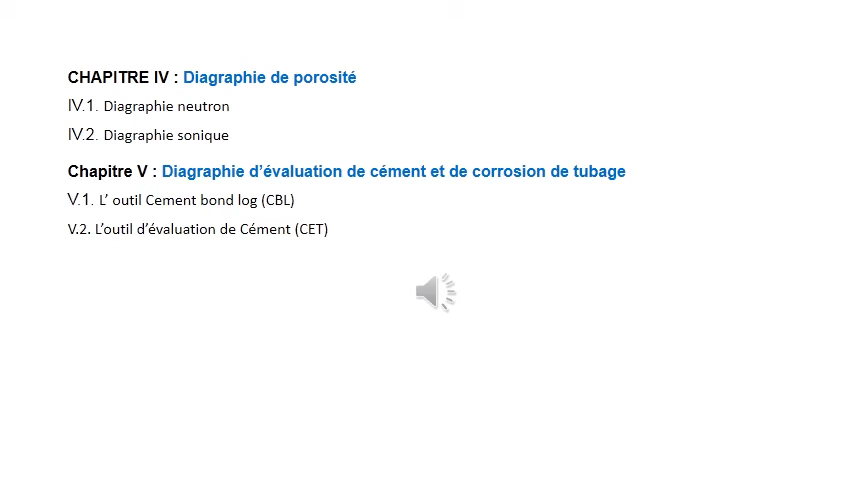 CHAPITRE IV : Diagraphie de porosité
IV.1. Diagraphie neutron
IV.2. Diagraphie sonique
Chapitre V : Diagraphie d’évaluation de cément et de corrosion de tubage
V.1. L’ outil Cement bond log (CBL)
V.2. L’outil d’évaluation de Cément (CET)